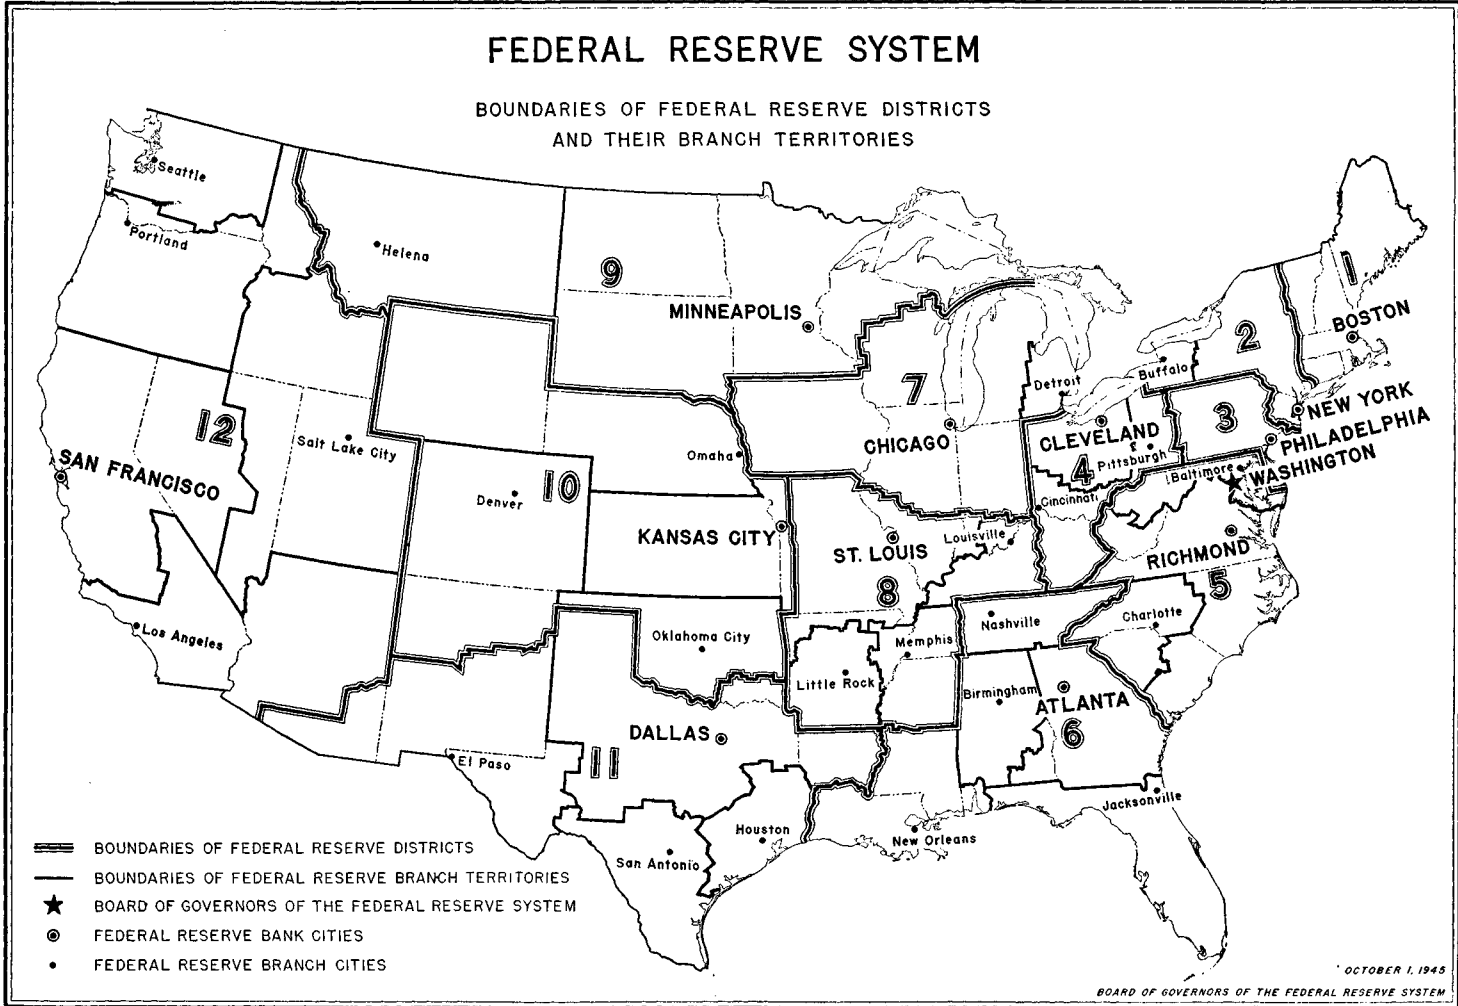 FEDERAL RESERVE SYSTEM
BOUNDARIES OF FEDERAL RESERVE DISTRICTS
AND THEIR BRANCH TERRITORIES
Seattle
Portland
Helena
9
MINNEAPOLIS
1
BOSTON
2
Buffalo
Detroit
7
3
NEW YORK
12
CHICAGO
CLEVELAND
PHILADELPHIA
Salt Lake City
SAN FRANCISCO
Omaha
4
Pittsburgh
Baltimore
WASHINGTON
Denver
10
Cincinnati
KANSAS CITY
ST. LOUIS
Louisville
RICHMOND
8
5
Los Angeles
Oklahoma City
Memphis
Nashville
Charlotte
Little Rock
Birmingham
ATLANTA
DALLAS
6
El Paso
11
Jacksonville
Houston
New Orleans
San Antonio
BOUNDARIES OF FEDERAL RESERVE DISTRICTS
BOUNDARIES OF FEDERAL RESERVE BRANCH TERRITORIES
BOARD OF GOVERNORS OF THE FEDERAL RESERVE SYSTEM
FEDERAL RESERVE BANK CITIES
FEDERAL RESERVE BRANCH CITIES
OCTOBER 1, 1945
BOARD OF GOVERNORS OF THE FEDERAL RESERVE SYSTEM